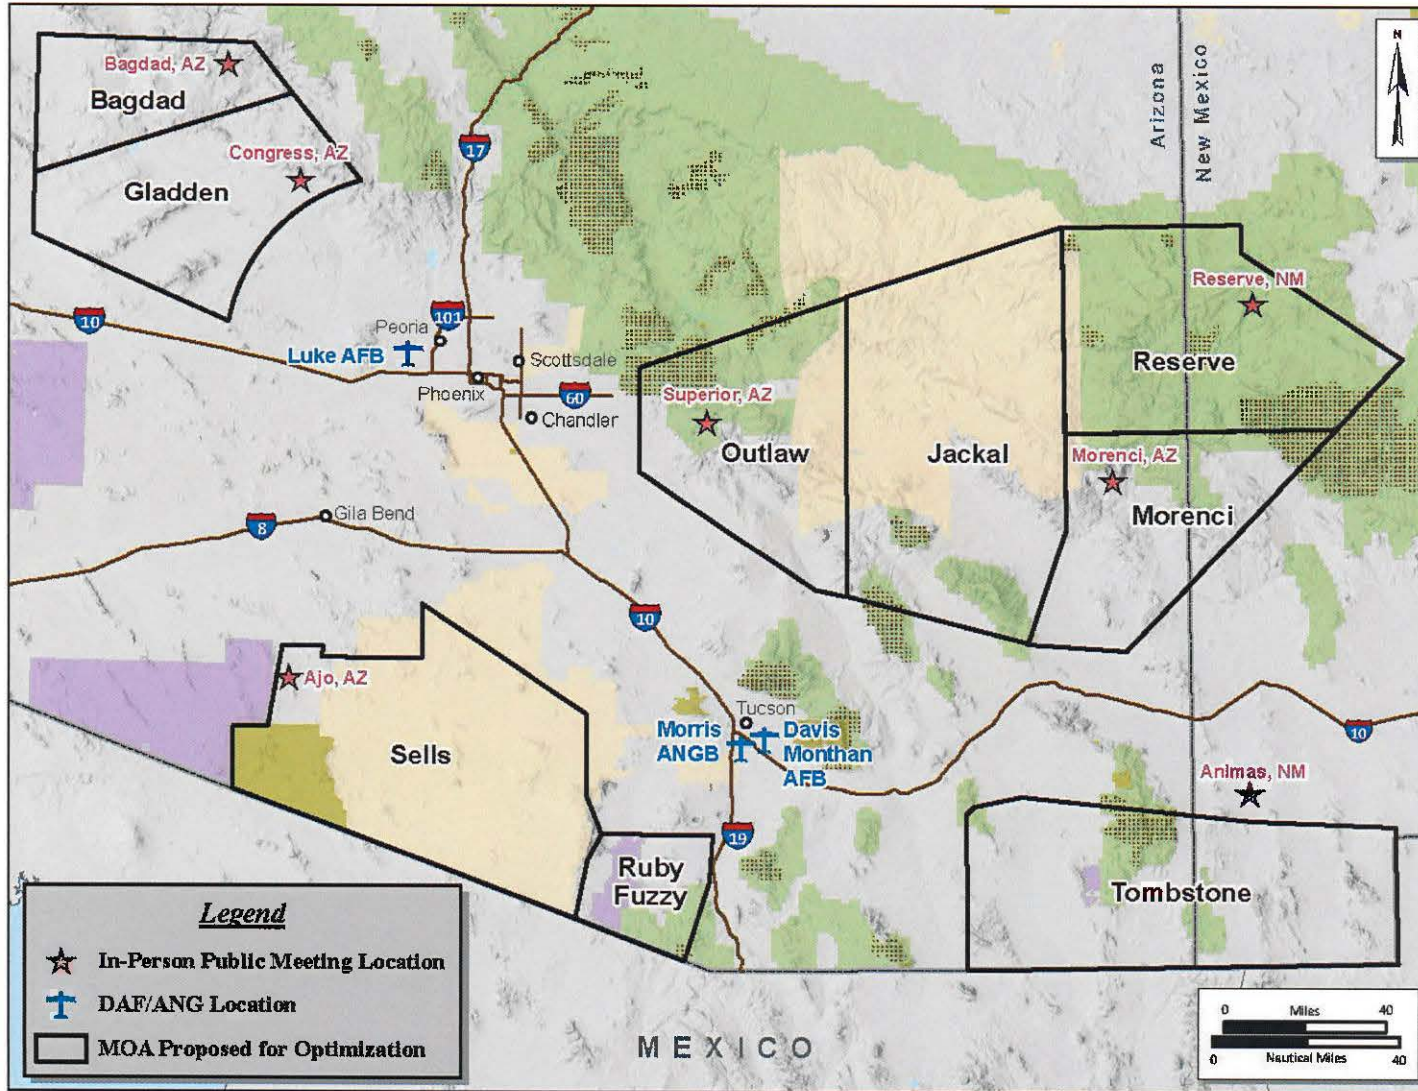 N
Arizona
New Mexico
Bagdad, AZ
Bagdad
17
Congress, AZ
Gladden
Reserve, NM
10
Peoria
101
Luke AFB
Scottsdale
Phoenix
60
Chandler
Reserve
Superior, AZ
Outlaw
Jackal
Morenci, AZ
Morenci
8
Gila Bend
10
Ajo, AZ
Sells
Tucson
Morris
ANGB
Davis
Monthan
AFB
10
Animas, NM
19
Ruby
Fuzzy
Tombstone
Legend
In-Person Public Meeting Location
DAF/ANG Location
MOA Proposed for Optimization
MEXICO
0 Miles 40
0 Nautical Miles 40